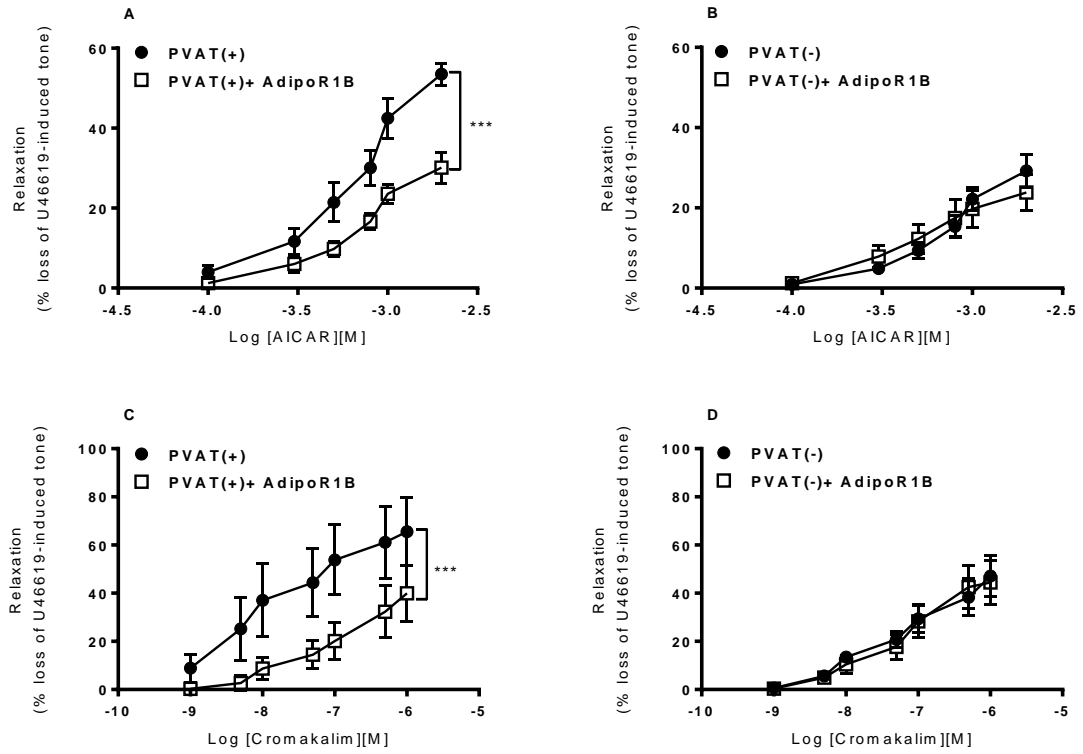 A
PVAT(+)
PVAT(+)+ AdipoR1B
Relaxation
(% loss of U46619-induced tone)
60
40
20
0
***
-4.5 -4.0 -3.5 -3.0 -2.5
Log [AICAR][M]
B
PVAT(-)
PVAT(-)+ AdipoR1B
Relaxation
(% loss of U46619-induced tone)
60
40
20
0
-4.5 -4.0 -3.5 -3.0 -2.5
Log [AICAR][M]
C
PVAT(+)
PVAT(+)+ AdipoR1B
Relaxation
(% loss of U46619-induced tone)
100
80
60
40
20
0
***
-10 -9 -8 -7 -6 -5
Log [Cromakalim][M]
D
PVAT(-)
PVAT(-)+ AdipoR1B
Relaxation
(% loss of U46619-induced tone)
100
80
60
40
20
0
-10 -9 -8 -7 -6 -5
Log [Cromakalim][M]